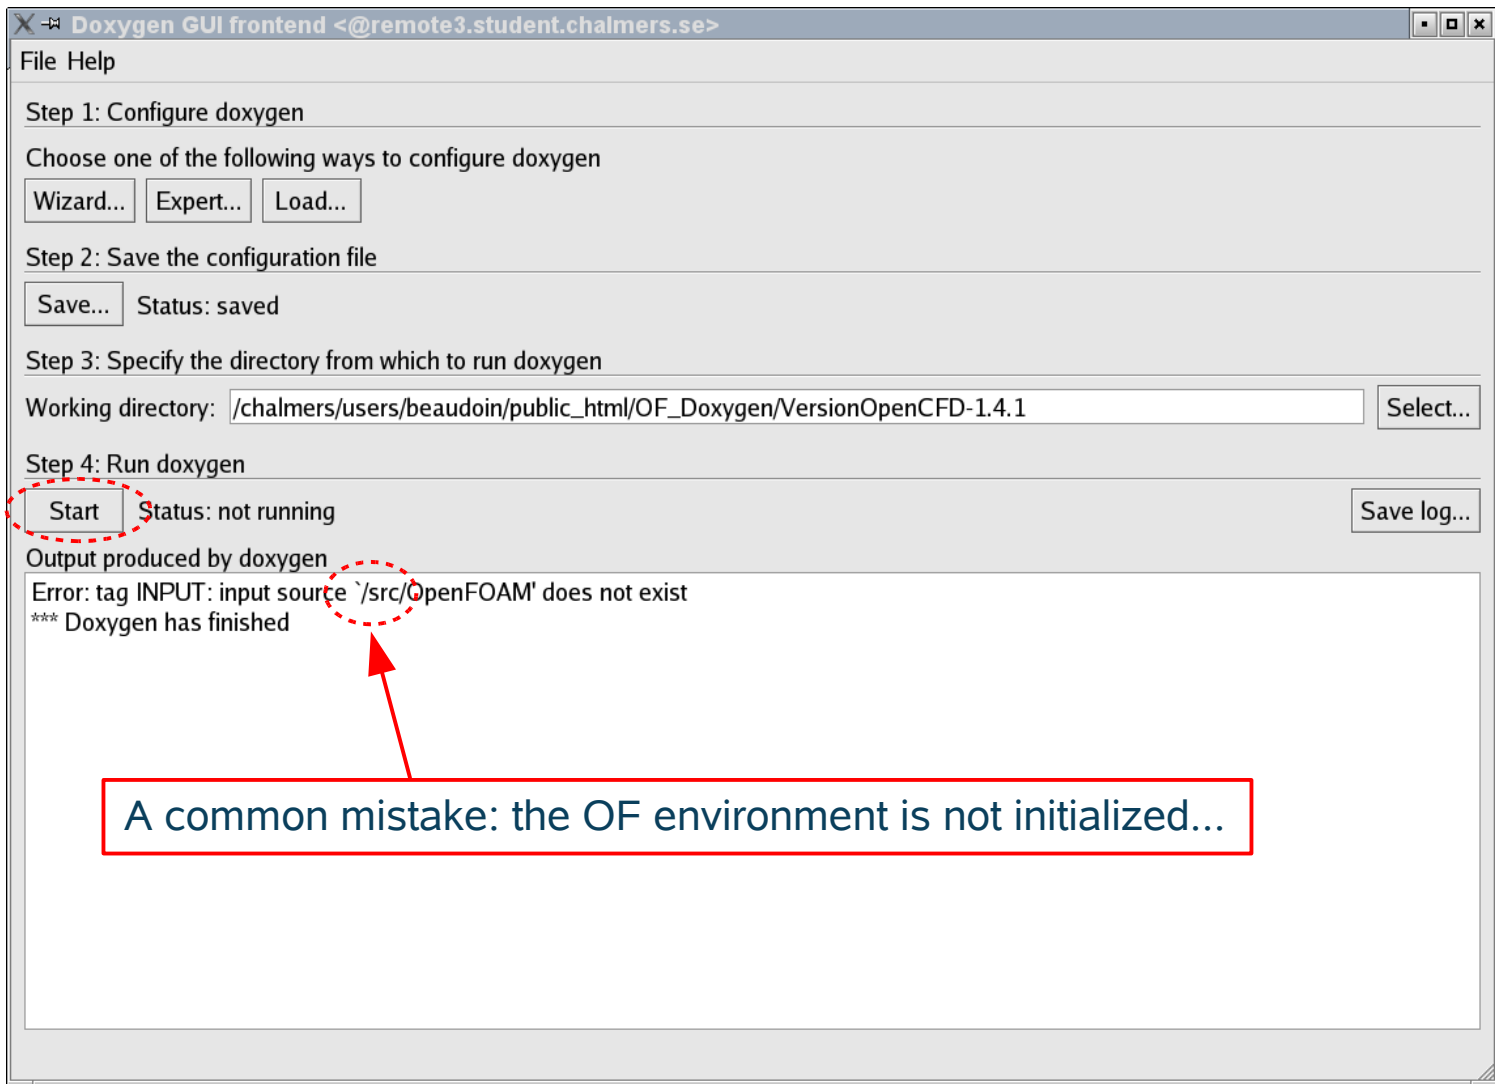 Doxygen GUI frontend <@remote3.student.chalmers.se>
File Help
Step 1: Configure doxygen
Choose one of the following ways to configure doxygen
Wizard... Expert... Load...
Step 2: Save the configuration file
Save... Status: saved
Step 3: Specify the directory from which to run doxygen
Working directory: /chalmers/users/beaudoin/public_html/OF_Doxygen/VersionOpenCFD-1.4.1 Select...
Step 4: Run doxygen
Start Status: not running Save log...
Output produced by doxygen
Error: tag INPUT: input source `/src/OpenFOAM' does not exist
*** Doxygen has finished
A common mistake: the OF environment is not initialized...